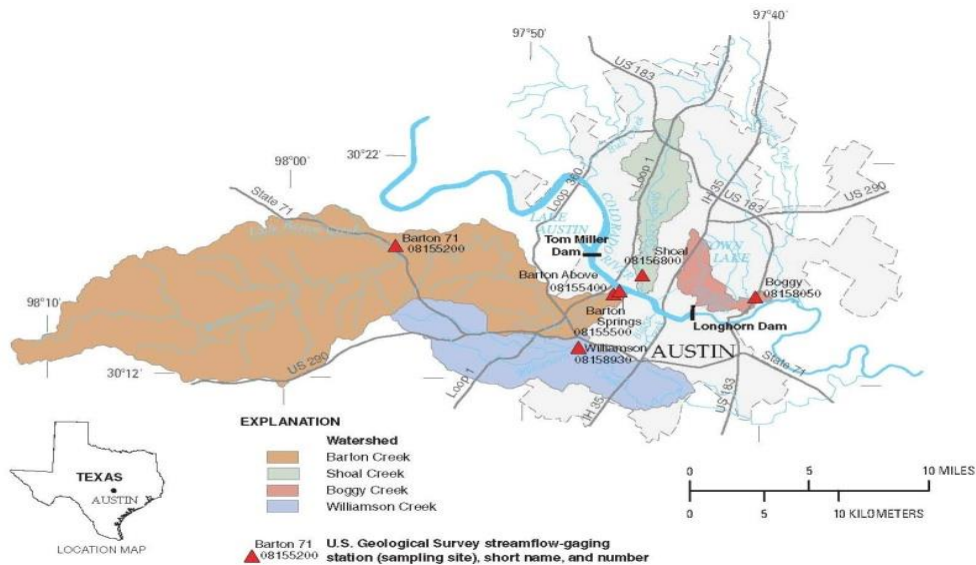 97°40'
97°50'
US 183
30°22'
98°00'
State 71
Loop 360
Loop 1
IH 35
US 183
US 290
LAKE
AUSTIN
COLORADO
Tom Miller
Dam
Shoal
08156800
TOWN
LAKE
Barton 71
08155200
Barton Above
08155400
Boggy
08158050
98°10'
Barton
Springs
08155500
Longhorn Dam
Williamson
08158930
AUSTIN
30°12'
US 290
Loop 1
IH 35
US 183
State 71
EXPLANATION
Watershed
Barton Creek
Shoal Creek
Boggy Creek
Williamson Creek
TEXAS
AUSTIN
LOCATION MAP
0 5 10 MILES
0 5 10 KILOMETERS
Barton 71 U.S. Geological Survey streamflow-gaging
08155200 station (sampling site), short name, and number